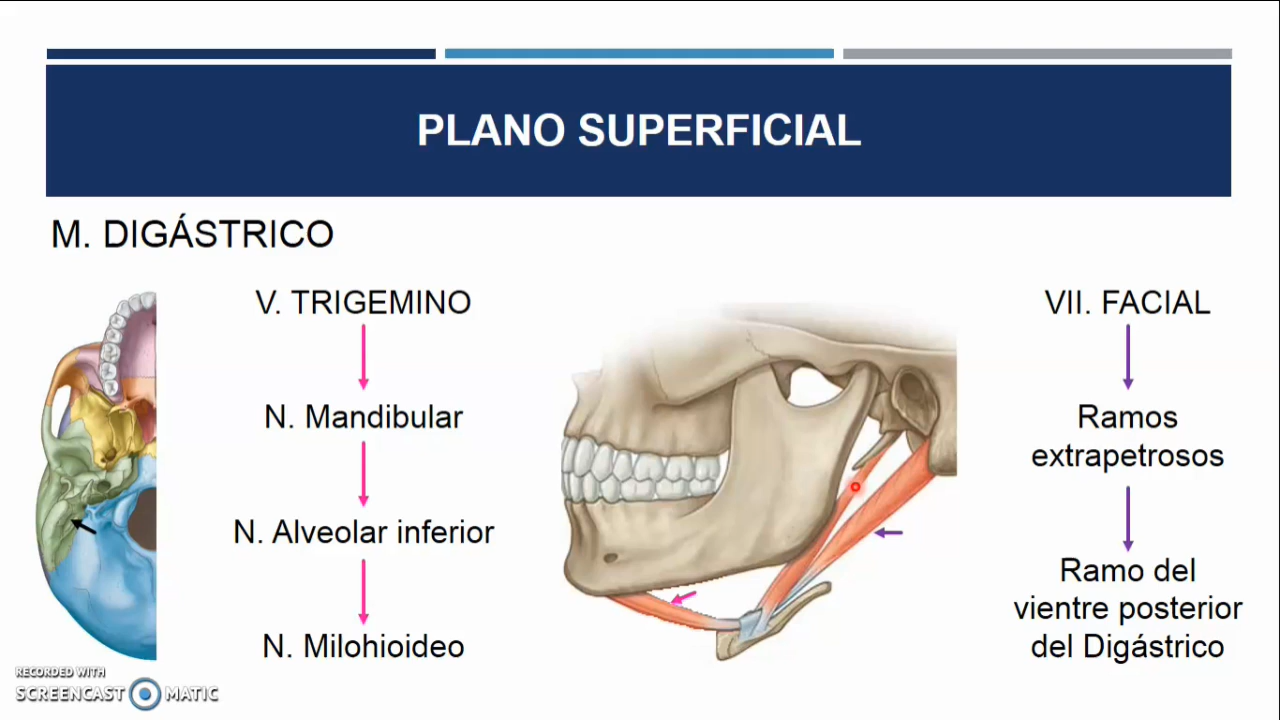 PLANO SUPERFICIAL
M. DIGÁSTRICO
V. TRIGEMINO
N. Mandibular
N. Alveolar inferior
N. Milohioideo
VII. FACIAL
Ramos
extrapetrosos
Ramo del
vientre posterior
del Digástrico
RECORDED WITH
SCREENCAST MATIC